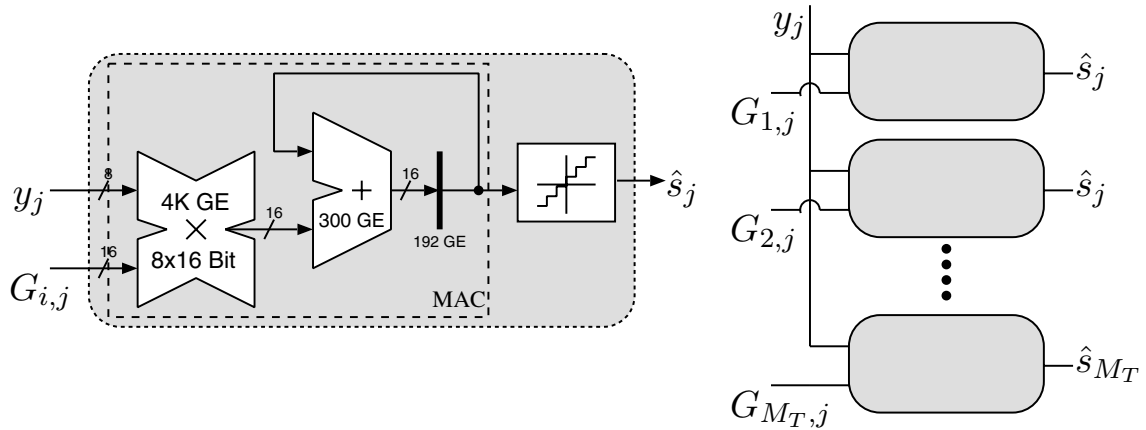 y_j
8
4K GE
×
8x16 Bit
G_{i,j}
16
16
+
300 GE
16
192 GE
MAC
ŝ_j
y_j
G_{1,j}
ŝ_j
G_{2,j}
ŝ_j
G_{M_T,j}
ŝ_{M_T}